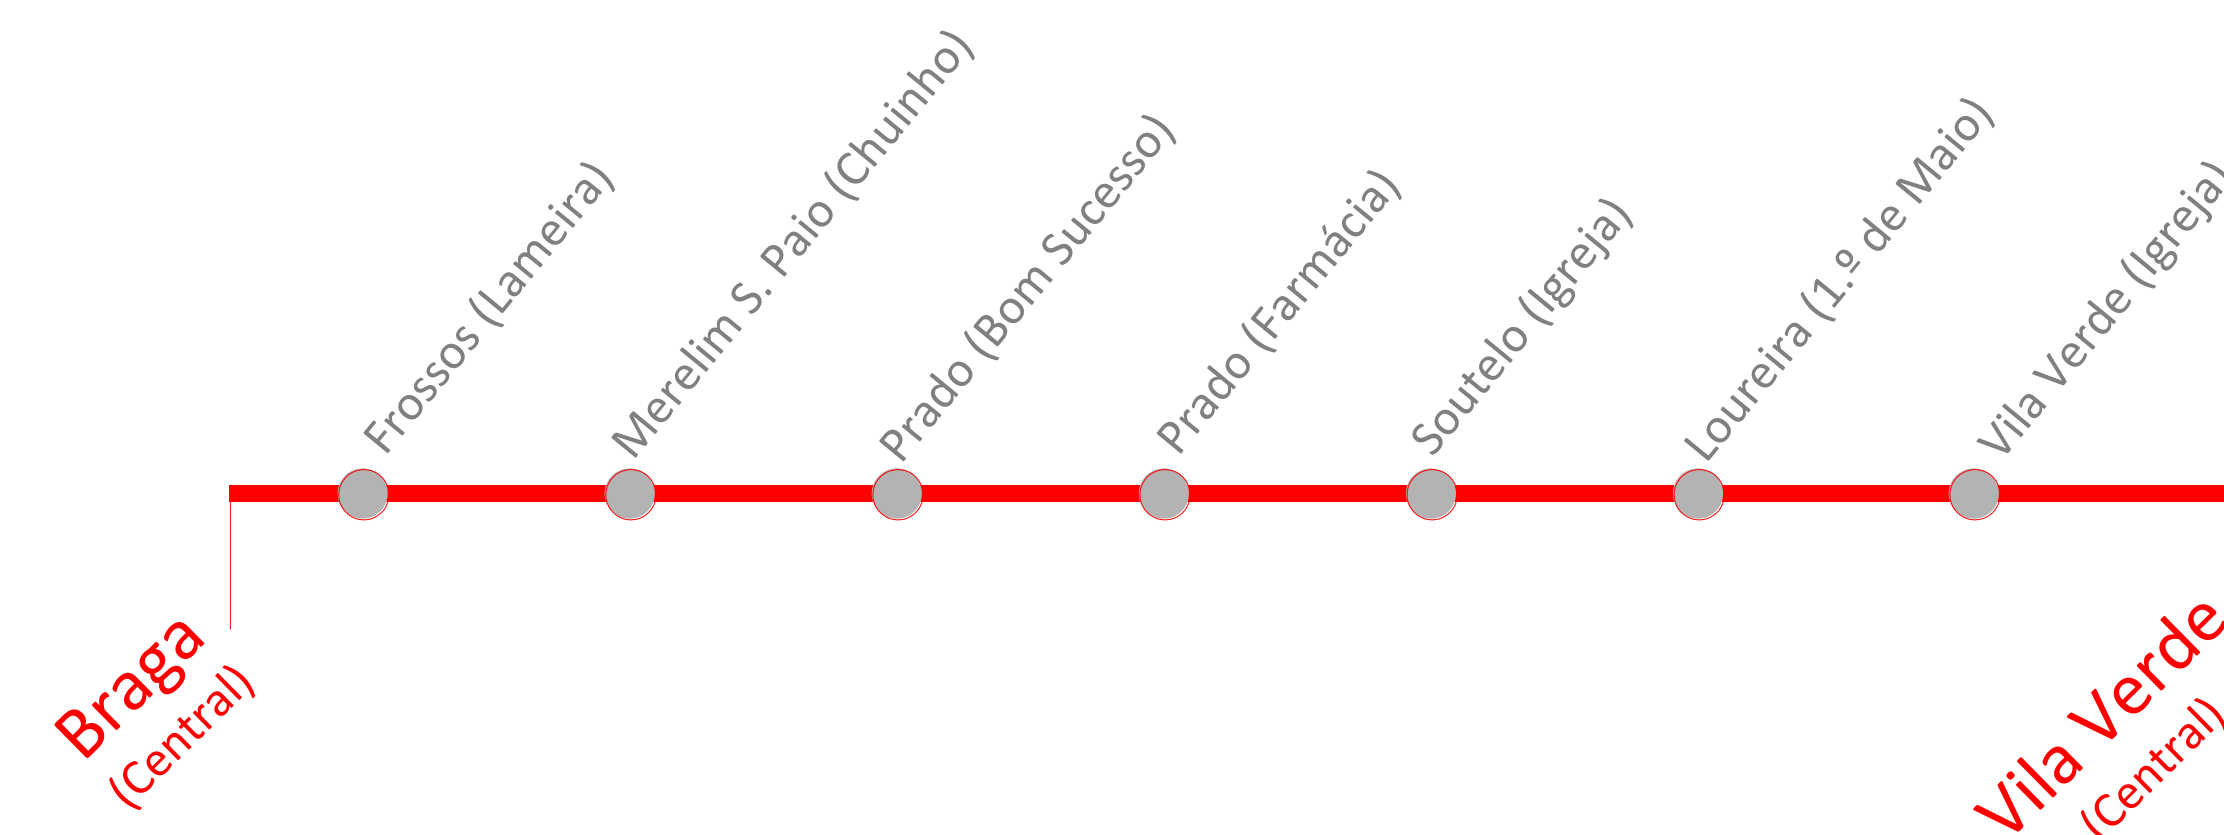 Frossos (Lameira)
Merelim S. Paio (Chuinho)
Prado (Bom Sucesso)
Prado (Farmácia)
Soutelo (Igreja)
Loureira (1.º de Maio)
Vila Verde (Igreja)
Braga
(Central)
Vila Verde
(Central)